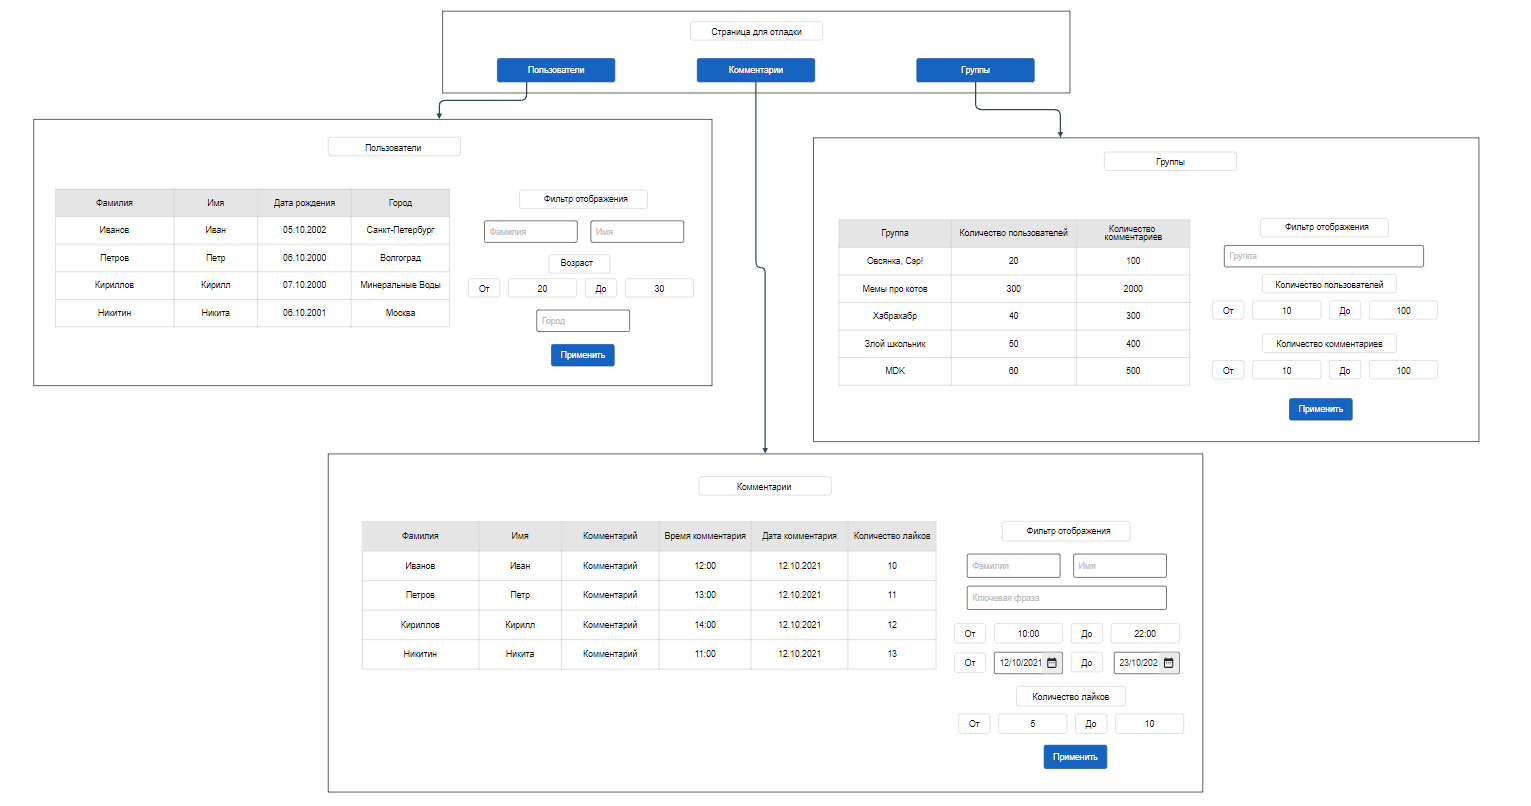 Страница для отладки
Пользователи Комментарии Группы
Пользователи
Фамилия Имя Дата рождения Город
Иванов Иван 05.10.2002 Санкт-Петербург
Петров Петр 06.10.2000 Волгоград
Кириллов Кирилл 07.10.2000 Минеральные Воды
Никитин Никита 06.10.2001 Москва
Фильтр отображения
Фамилия Имя
Возраст
От 20 До 30
Город
Применить
Группы
Группа Количество пользователей Количество
комментариев
Овсянка, Сэр! 20 100
Мемы про котов 300 2000
Хабрахабр 40 300
Злой школьник 50 400
MDK 60 500
Фильтр отображения
Группа
Количество пользователей
От 10 До 100
Количество комментариев
От 10 До 100
Применить
Комментарии
Фамилия Имя Комментарий Время комментария Дата комментария Количество лайков
Иванов Иван Комментарий 12:00 12.10.2021 10
Петров Петр Комментарий 13:00 12.10.2021 11
Кириллов Кирилл Комментарий 14:00 12.10.2021 12
Никитин Никита Комментарий 11:00 12.10.2021 13
Фильтр отображения
Фамилия Имя
Ключевая фраза
От 10:00 До 22:00
От 12/10/2021 До 23/10/202
Количество лайков
От 5 До 10
Применить